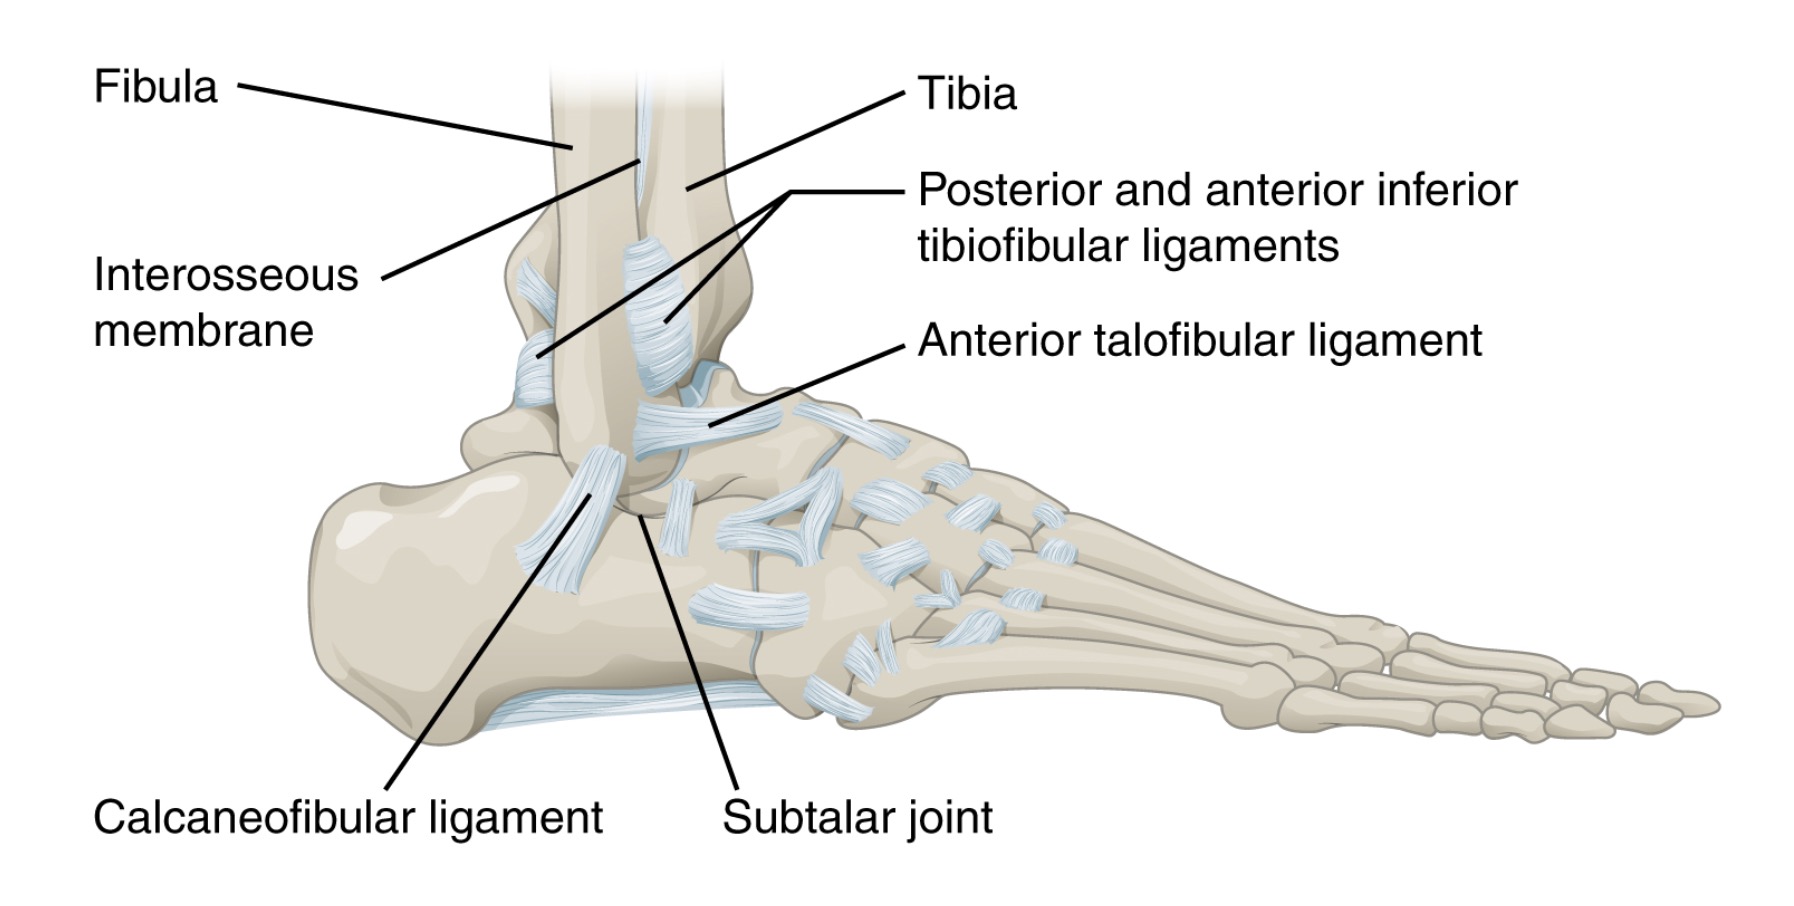 Fibula
Tibia
Posterior and anterior inferior
tibiofibular ligaments
Interosseous
membrane
Anterior talofibular ligament
Calcaneofibular ligament
Subtalar joint